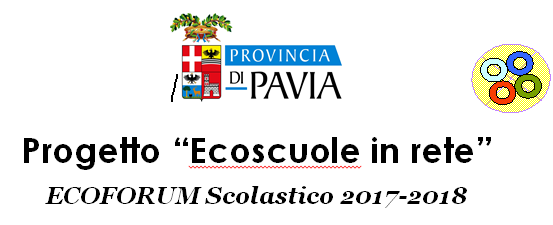 PROVINCIA
DI PAVIA
Progetto “Ecoscuole in rete”
ECOFORUM Scolastico 2017-2018